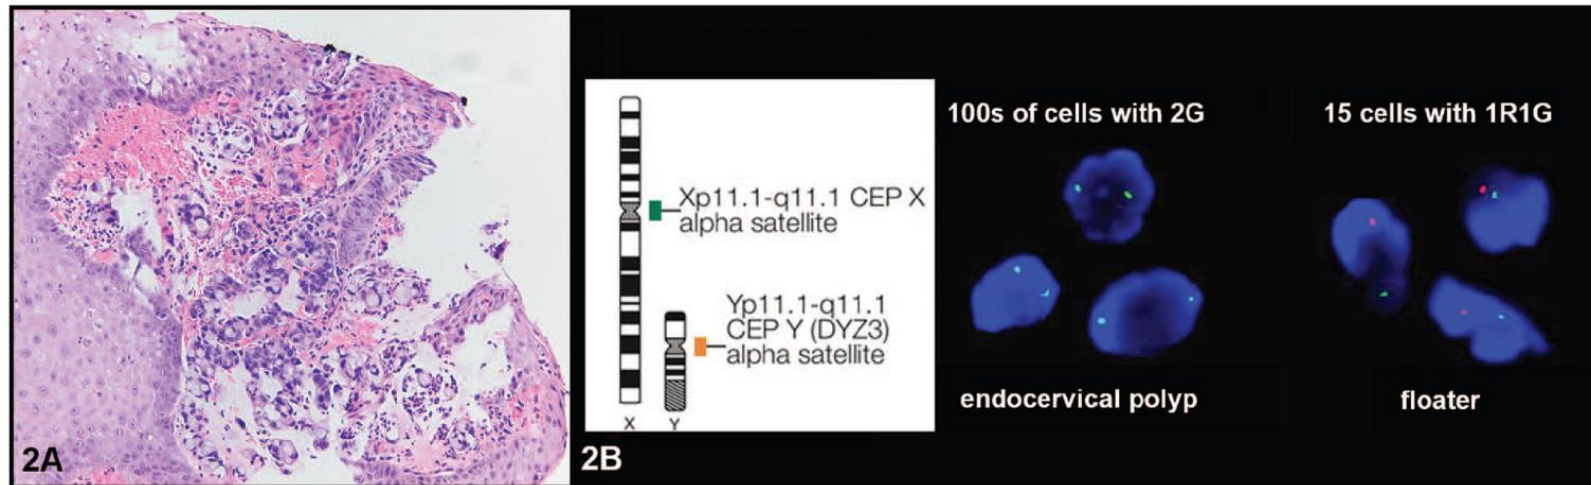 2A
2B
Xp11.1-q11.1 CEP X
alpha satellite
Yp11.1-q11.1
CEP Y (DYZ3)
alpha satellite
X
Y
100s of cells with 2G
endocervical polyp
15 cells with 1R1G
floater